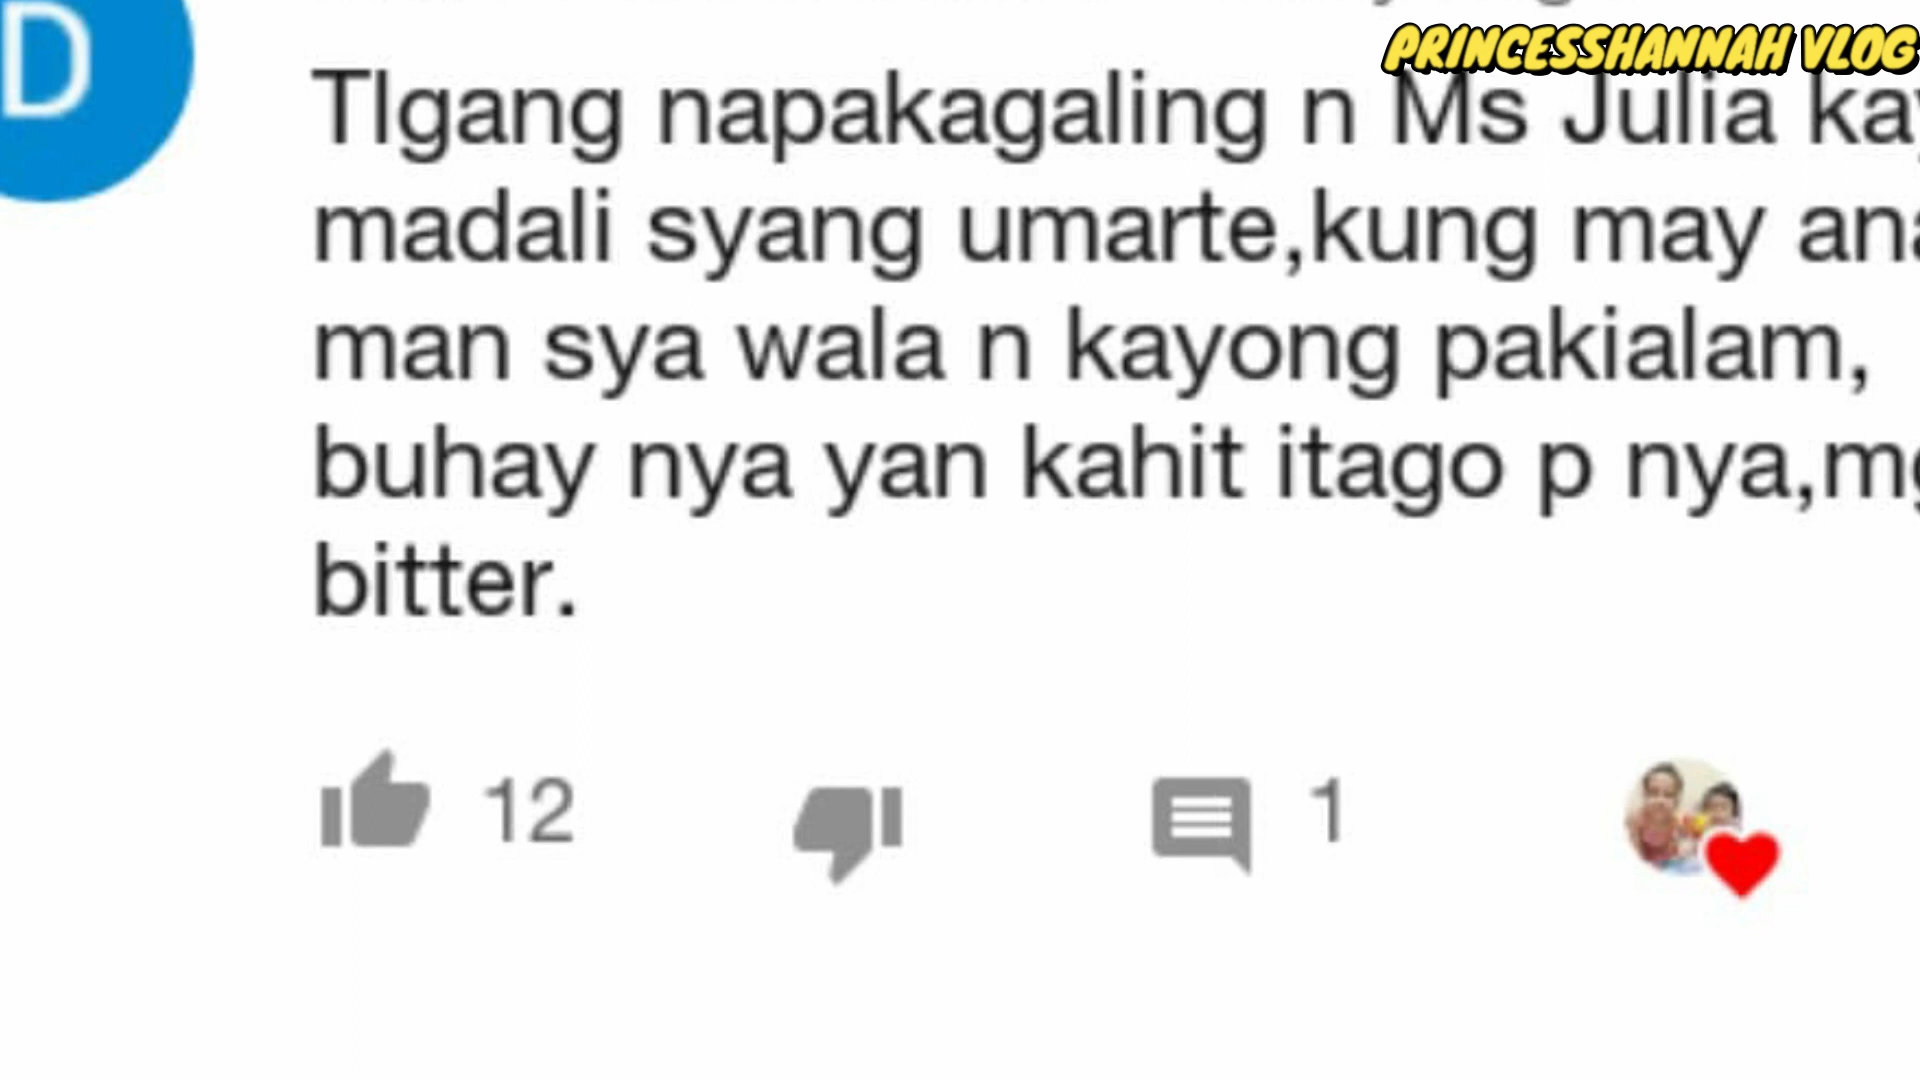 D
PRINCESSHANNAH VLOG
TIgang napakagaling n Ms Julia
madali syang umarte,kung may
man sya wala n kayong pakialam,
buhay nya yan kahit itago p nya,
bitter.
12
1